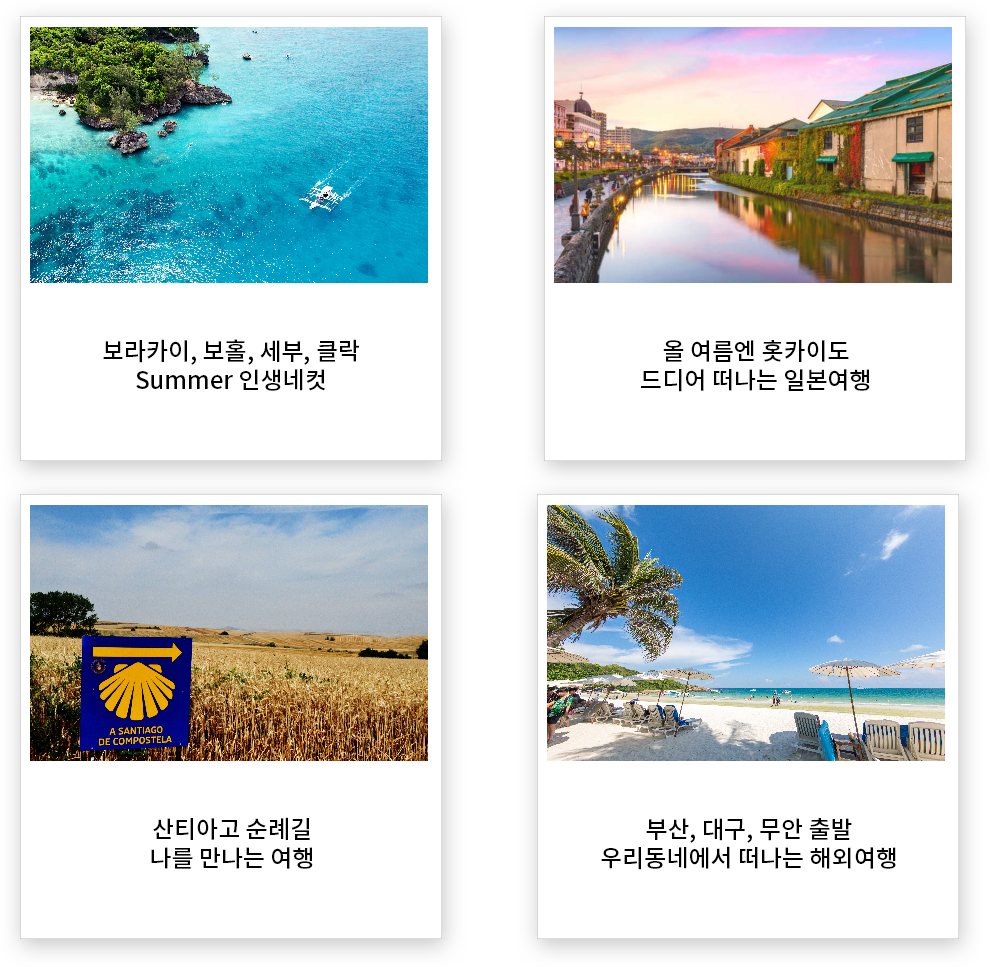 보라카이, 보홀, 세부, 클락
Summer 인생네컷
올 여름엔 홋카이도
드디어 떠나는 일본여행
A SANTIAGO
DE COMPOSTELA
산티아고 순례길
나를 만나는 여행
부산, 대구, 무안 출발
우리동네에서 떠나는 해외여행